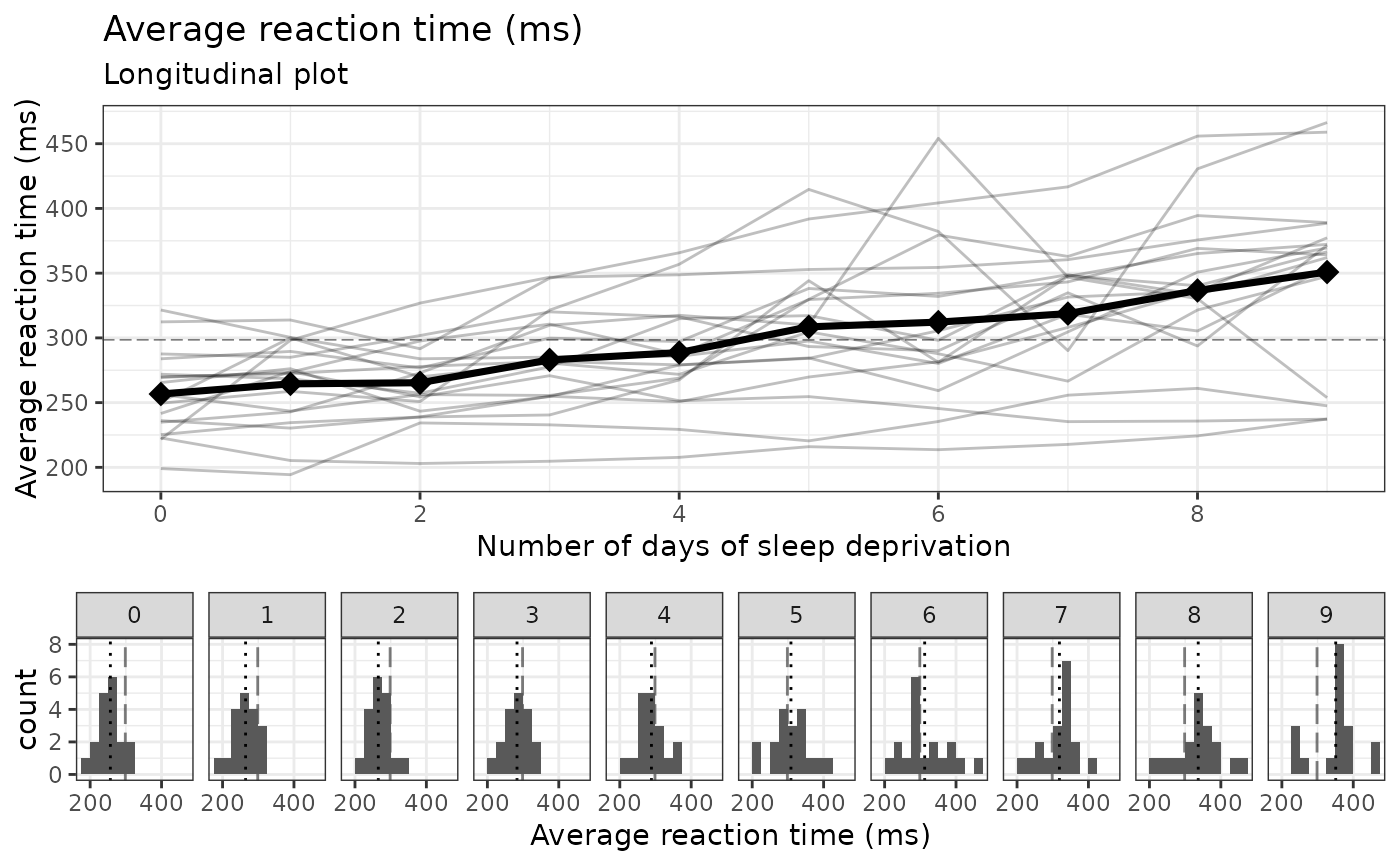 Average reaction time (ms)
Longitudinal plot
Average reaction time (ms)
450
400
350
300
250
200
0 2 4 6 8
Number of days of sleep deprivation
0 1 2 3 4 5 6 7 8 9
count
8
6
4
2
0
200 400 200 400 200 400 200 400 200 400 200 400 200 400 200 400 200 400 200 400
Average reaction time (ms)